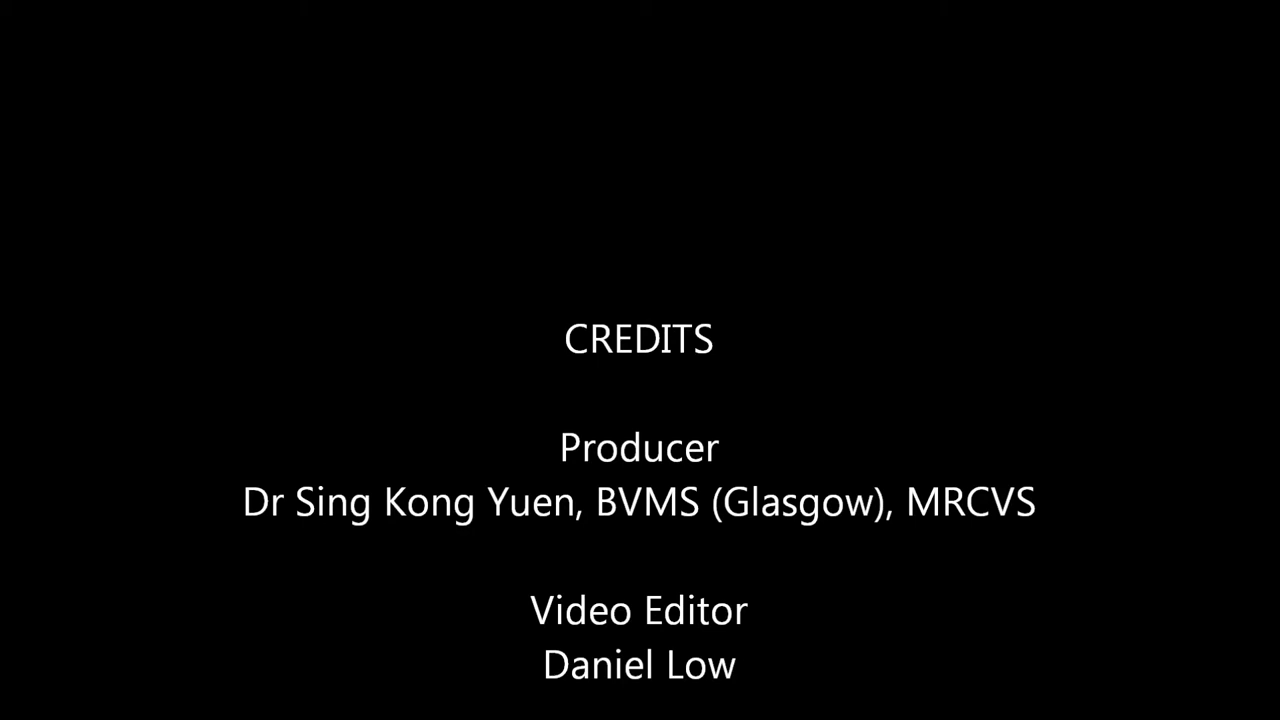 CREDITS
Producer
Dr Sing Kong Yuen, BVMS (Glasgow), MRCVS
Video Editor
Daniel Low